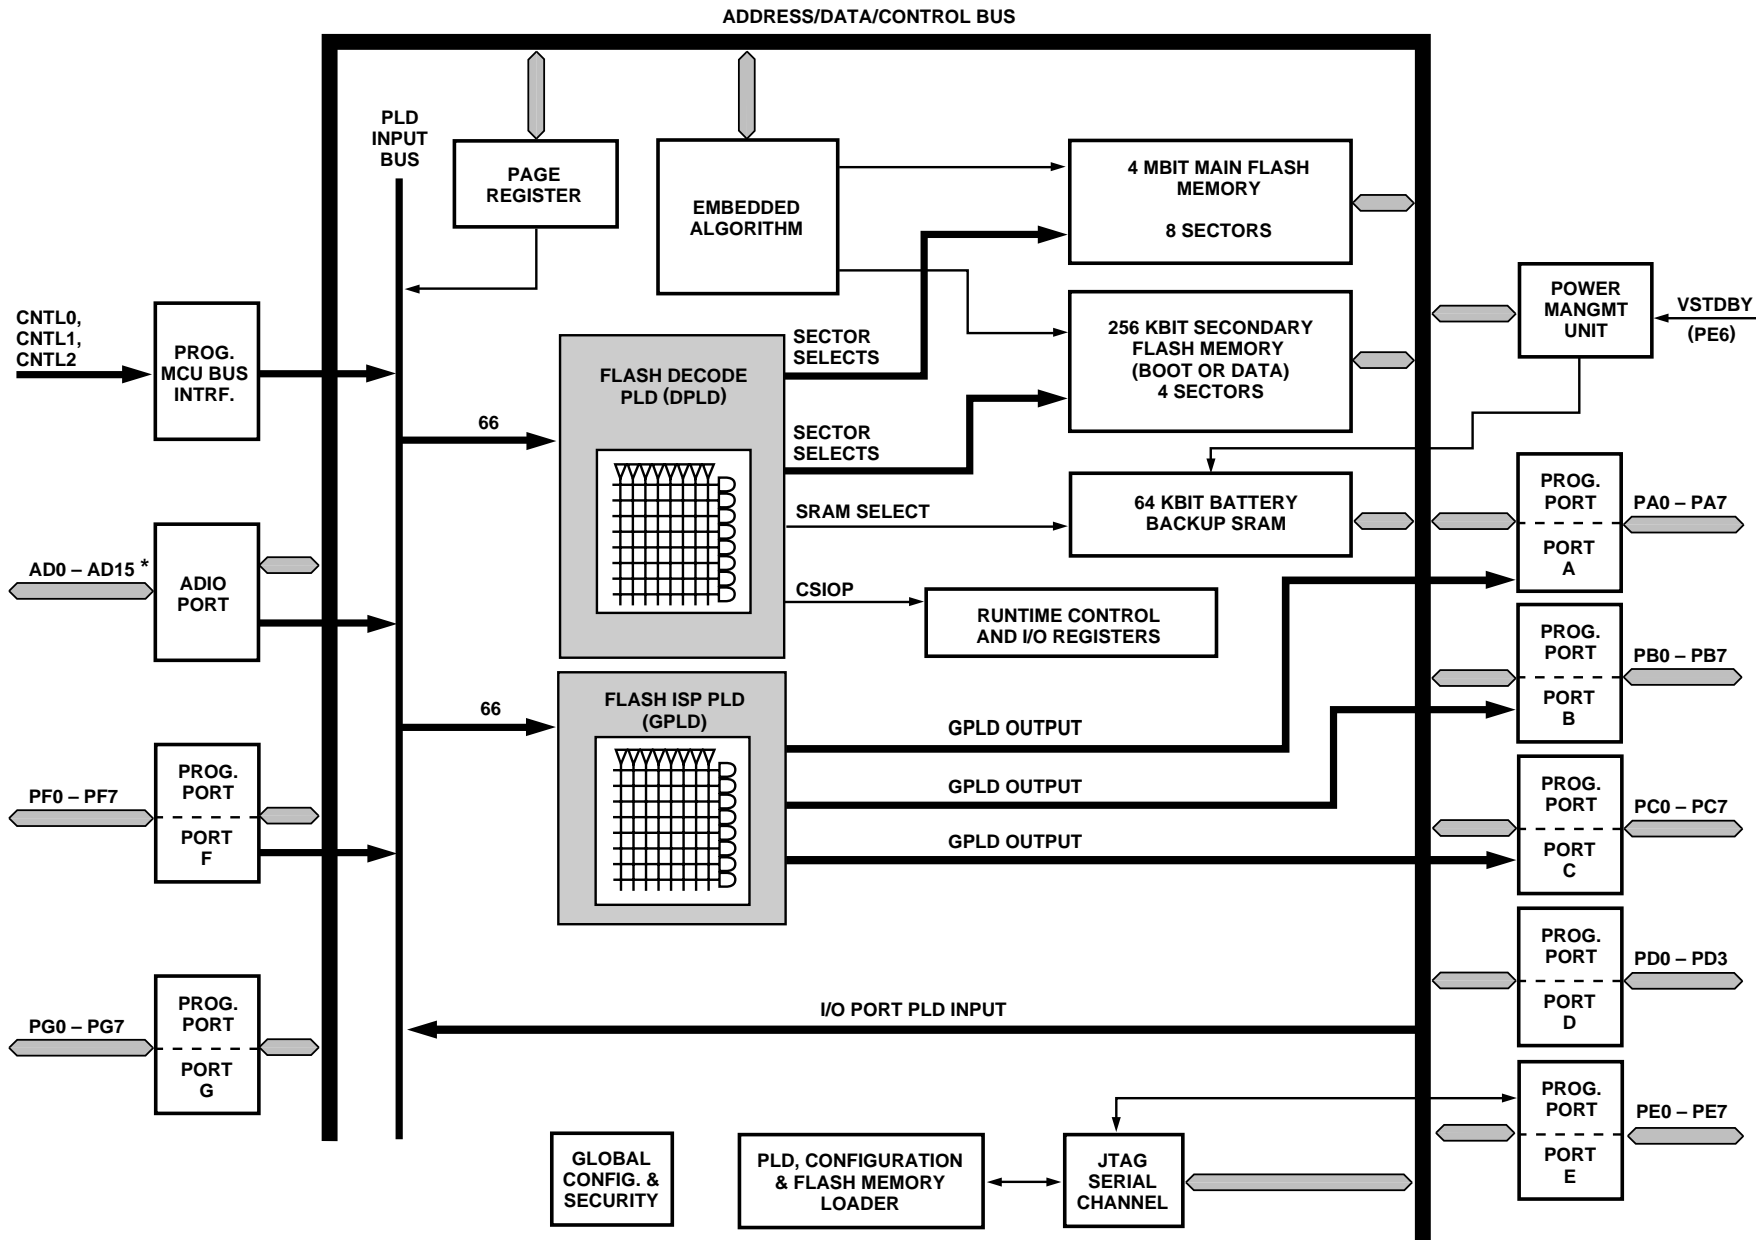 ADDRESS/DATA/CONTROL BUS
PLD
INPUT
BUS
PAGE
REGISTER
EMBEDDED
ALGORITHM
4 MBIT MAIN FLASH
MEMORY
8 SECTORS
CNTL0,
CNTL1,
CNTL2
PROG.
MCU BUS
INTRF.
FLASH DECODE
PLD (DPLD)
66
SECTOR
SELECTS
SECTOR
SELECTS
256 KBIT SECONDARY
FLASH MEMORY
(BOOT OR DATA)
4 SECTORS
POWER
MANGMT
UNIT
VSTDBY
(PE6)
SRAM SELECT
64 KBIT BATTERY
BACKUP SRAM
PROG.
PORT
PORT
A
PA0 – PA7
AD0 – AD15 *
ADIO
PORT
CSIOP
RUNTIME CONTROL
AND I/O REGISTERS
PROG.
PORT
PORT
B
PB0 – PB7
66
FLASH ISP PLD
(GPLD)
GPLD OUTPUT
GPLD OUTPUT
GPLD OUTPUT
PF0 – PF7
PROG.
PORT
PORT
F
PROG.
PORT
PORT
C
PC0 – PC7
PROG.
PORT
PORT
D
PD0 – PD3
PG0 – PG7
PROG.
PORT
PORT
G
I/O PORT PLD INPUT
PROG.
PORT
PORT
E
PE0 – PE7
GLOBAL
CONFIG. &
SECURITY
PLD, CONFIGURATION
& FLASH MEMORY
LOADER
JTAG
SERIAL
CHANNEL